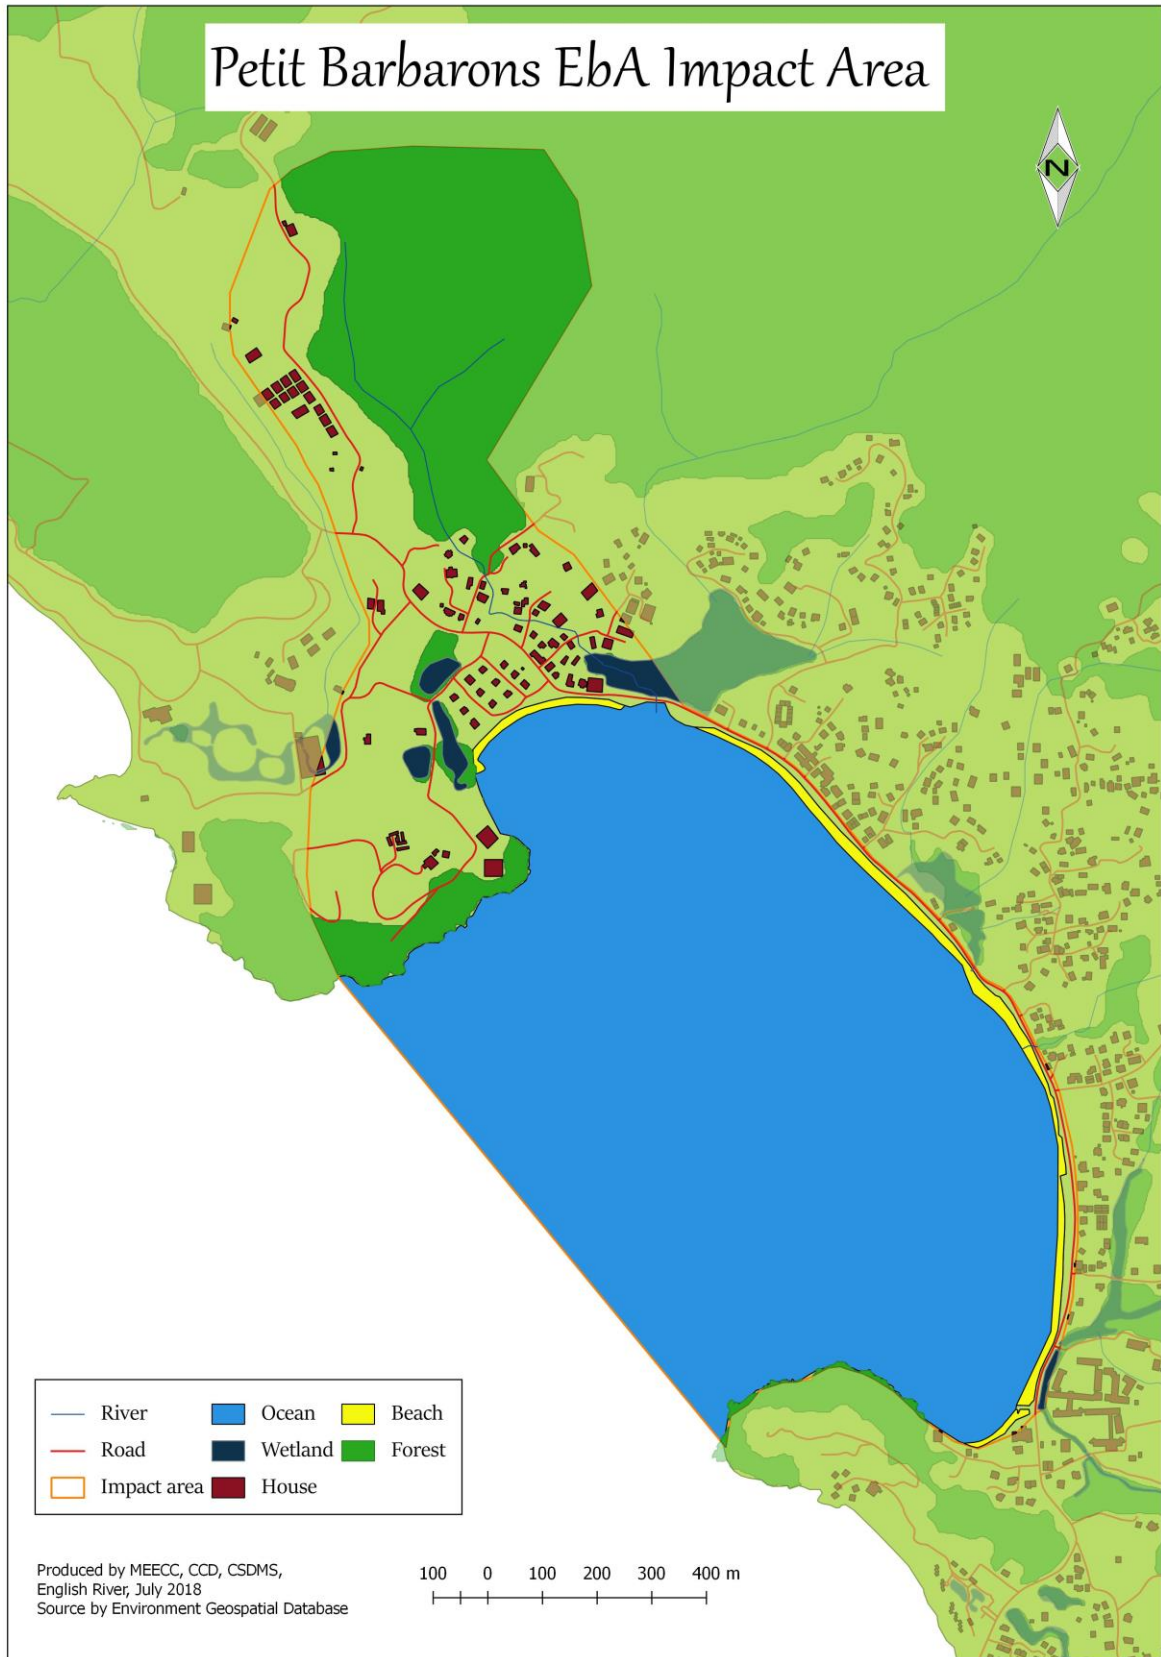 Petit Barbarons EbA Impact Area
N
River
Ocean
Beach
Road
Wetland
Forest
Impact area
House
Produced by MEECC, CCD, CSDMS,
English River, July 2018
Source by Environment Geospatial Database
100 0 100 200 300 400 m